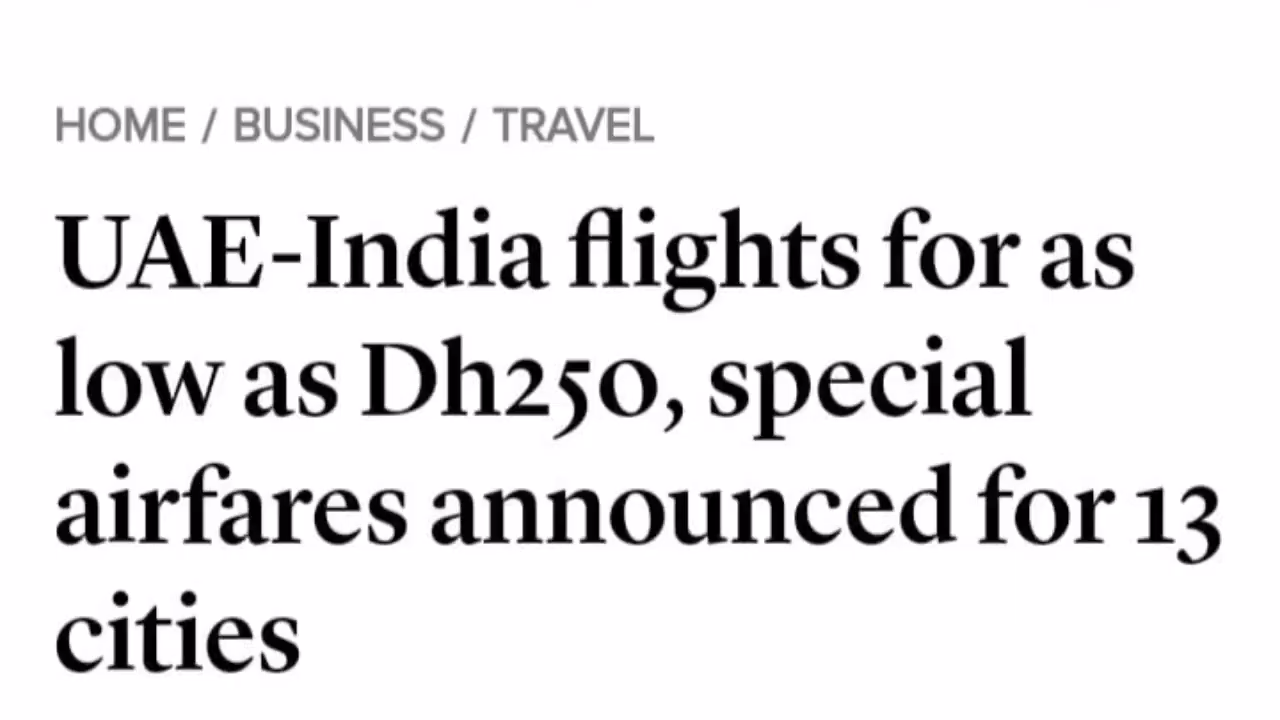 HOME / BUSINESS / TRAVEL
UAE-India flights for as
low as Dh250, special
airfares announced for 13
cities